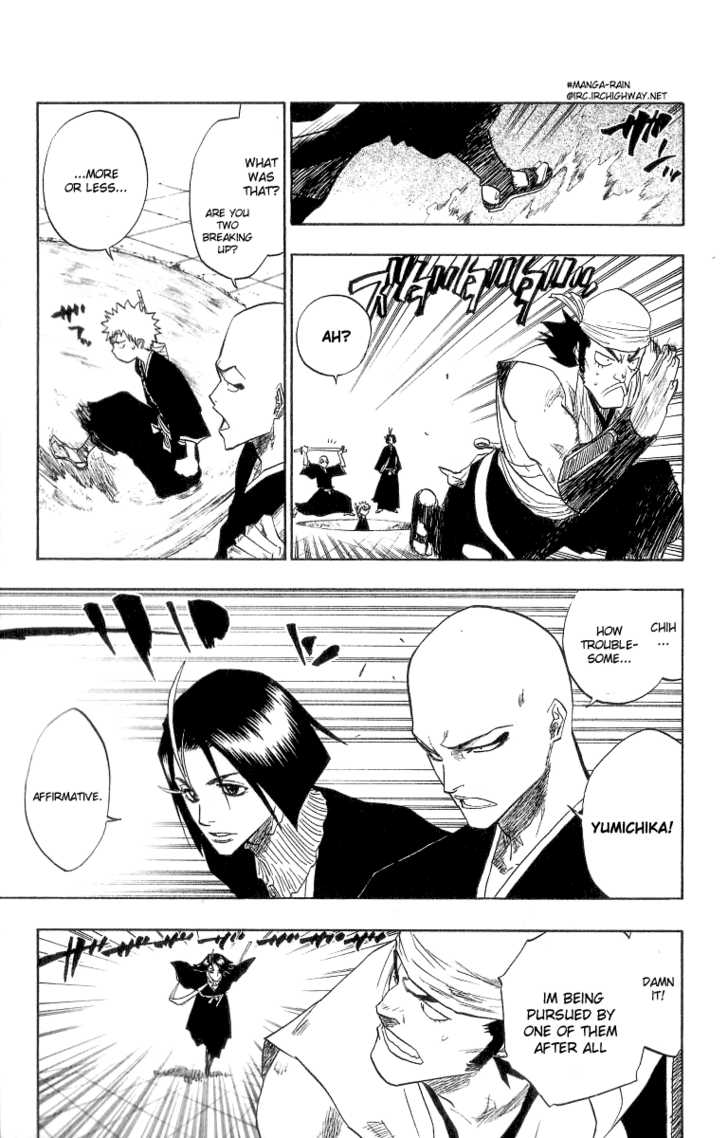 #MANGA-RAIN
@IRC.IRCHIGHWAY.NET
AH?
WHAT
WAS
THAT?
ARE YOU
TWO
BREAKING
UP?
...MORE
OR LESS...
CHIH
...
HOW
TROUBLE-
SOME...
YUMICHIKA!
AFFIRMATIVE.
DAMN
IT!
IM BEING
PURSUED BY
ONE OF THEM
AFTER ALL